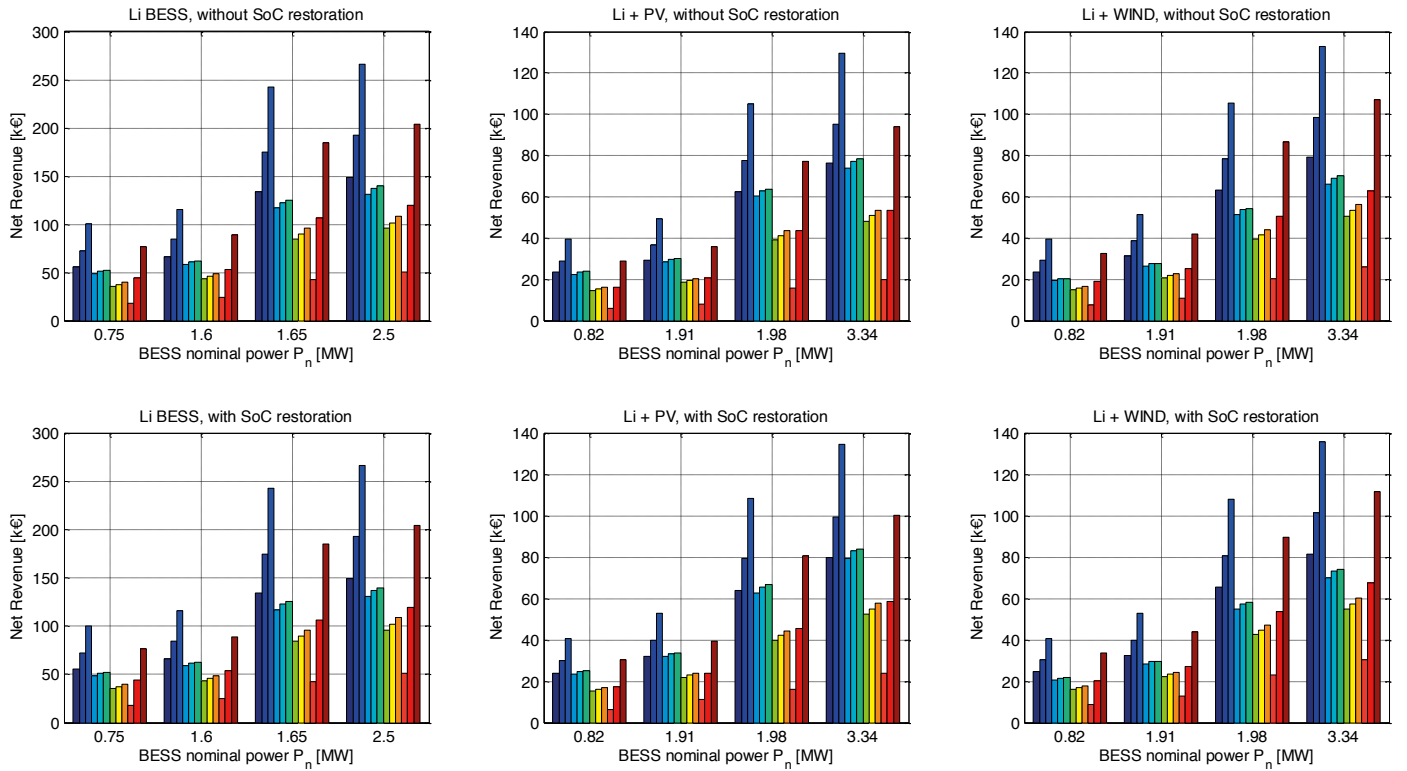 Li BESS, without SoC restoration
300
250
200
150
100
50
0
Net Revenue [k€]
0.75 1.6 1.65 2.5
BESS nominal power Pn [MW]
Li + PV, without SoC restoration
140
120
100
80
60
40
20
0
Net Revenue [k€]
0.82 1.91 1.98 3.34
BESS nominal power Pn [MW]
Li + WIND, without SoC restoration
140
120
100
80
60
40
20
0
Net Revenue [k€]
0.82 1.91 1.98 3.34
BESS nominal power Pn [MW]
Li BESS, with SoC restoration
300
250
200
150
100
50
0
Net Revenue [k€]
0.75 1.6 1.65 2.5
BESS nominal power Pn [MW]
Li + PV, with SoC restoration
140
120
100
80
60
40
20
0
Net Revenue [k€]
0.82 1.91 1.98 3.34
BESS nominal power Pn [MW]
Li + WIND, with SoC restoration
140
120
100
80
60
40
20
0
Net Revenue [k€]
0.82 1.91 1.98 3.34
BESS nominal power Pn [MW]